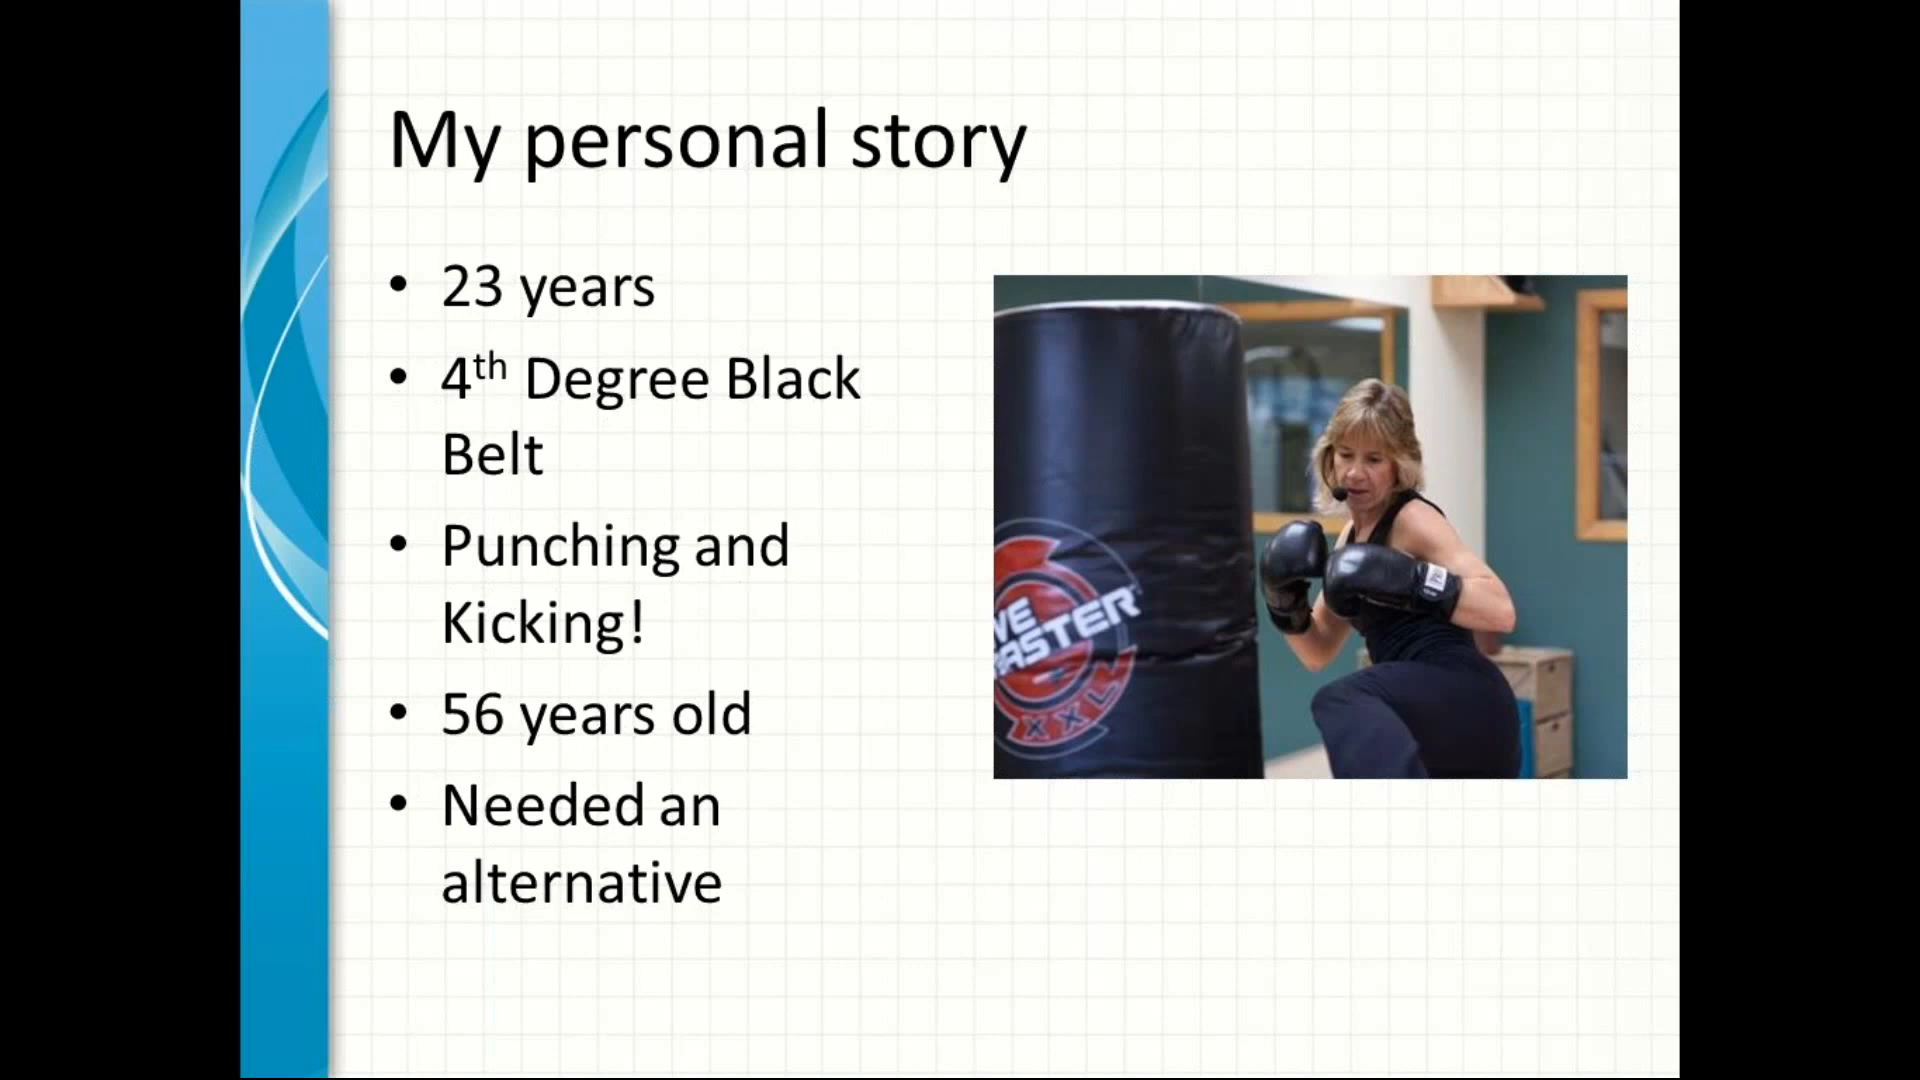 My personal story
• 23 years
• 4th Degree Black
Belt
• Punching and
Kicking!
• 56 years old
• Needed an
alternative
VE
ASTER
XXL